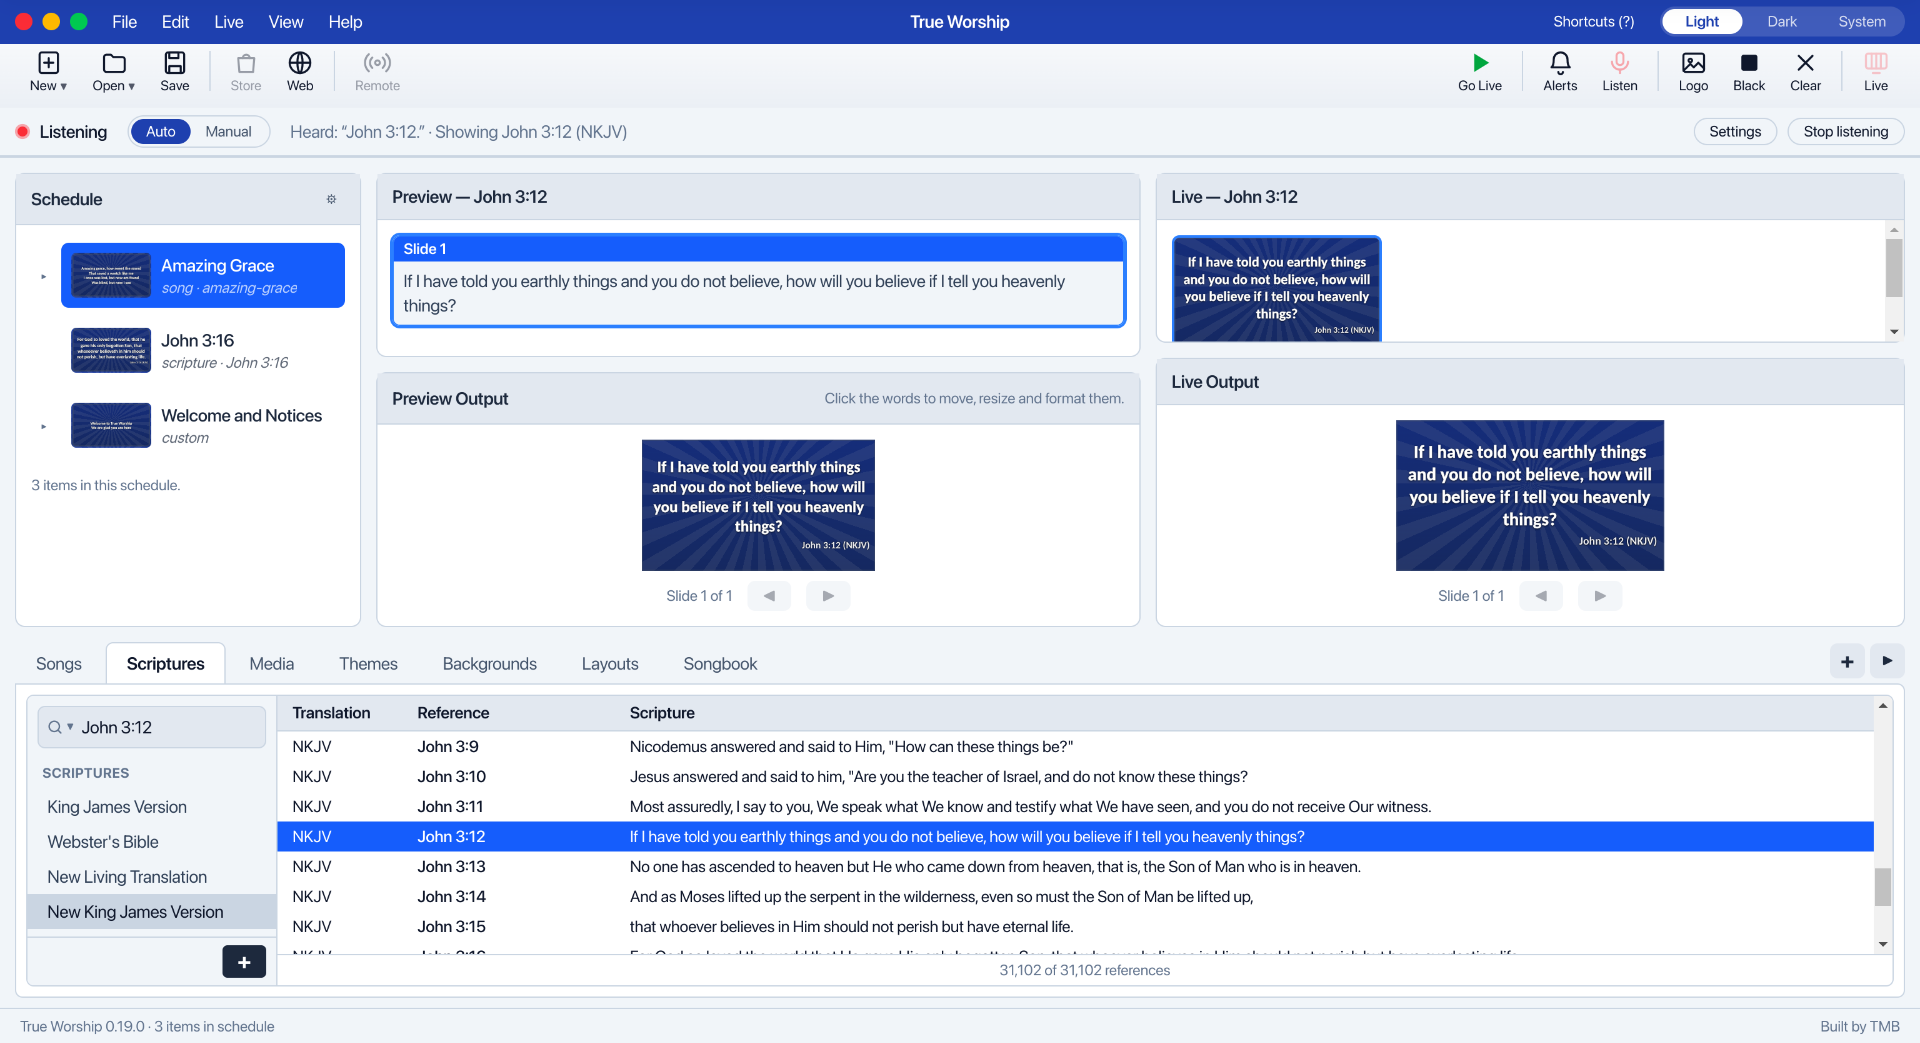 File Edit Live View Help
True Worship
Shortcuts (?)
Light Dark System
New ▾ Open ▾ Save Store Web Remote
Go Live Alerts Listen Logo Black Clear Live
Listening
Auto Manual
Heard: “John 3:12.” · Showing John 3:12 (NKJV)
Settings
Stop listening
Schedule
Amazing Grace
song · amazing-grace
John 3:16
scripture · John 3:16
Welcome and Notices
custom
3 items in this schedule.
Preview — John 3:12
Slide 1
If I have told you earthly things and you do not believe, how will you believe if I tell you heavenly
things?
Preview Output
Click the words to move, resize and format them.
If I have told you earthly things
and you do not believe, how will
you believe if I tell you heavenly
things?
John 3:12 (NKJV)
Slide 1 of 1
Live — John 3:12
If I have told you earthly things
and you do not believe, how will
you believe if I tell you heavenly
things?
John 3:12 (NKJV)
Live Output
If I have told you earthly things
and you do not believe, how will
you believe if I tell you heavenly
things?
John 3:12 (NKJV)
Slide 1 of 1
Songs Scriptures Media Themes Backgrounds Layouts Songbook
John 3:12
SCRIPTURES
King James Version
Webster's Bible
New Living Translation
New King James Version
Translation Reference Scripture
NKJV John 3:9 Nicodemus answered and said to Him, "How can these things be?"
NKJV John 3:10 Jesus answered and said to him, "Are you the teacher of Israel, and do not know these things?
NKJV John 3:11 Most assuredly, I say to you, We speak what We know and testify what We have seen, and you do not receive Our witness.
NKJV John 3:12 If I have told you earthly things and you do not believe, how will you believe if I tell you heavenly things?
NKJV John 3:13 No one has ascended to heaven but He who came down from heaven, that is, the Son of Man who is in heaven.
NKJV John 3:14 And as Moses lifted up the serpent in the wilderness, even so must the Son of Man be lifted up,
NKJV John 3:15 that whoever believes in Him should not perish but have eternal life.
31,102 of 31,102 references
True Worship 0.19.0 · 3 items in schedule
Built by TMB